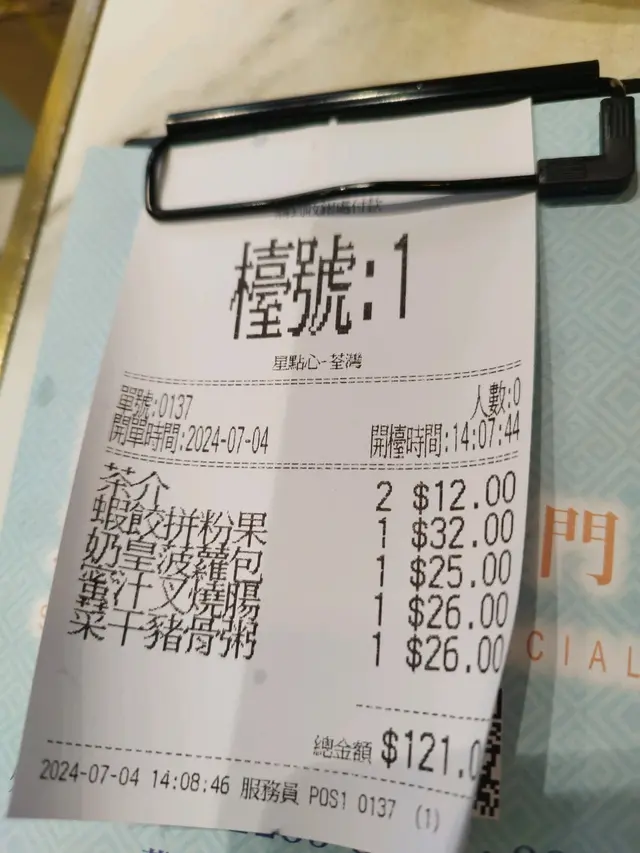 檯號:1
星點心-荃灣
單號:0137 人數:0
開單時間:2024-07-04 開檯時間:14:07:44
茶介 2 $12.00
蝦餃拼粉果 1 $32.00
奶皇菠蘿包 1 $25.00
蜜汁叉燒腸 1 $26.00
菜干豬骨粥 1 $26.00
總金額 $121.0
2024-07-04 14:08:46 服務員 POS1 0137 (1)
門
CIAL